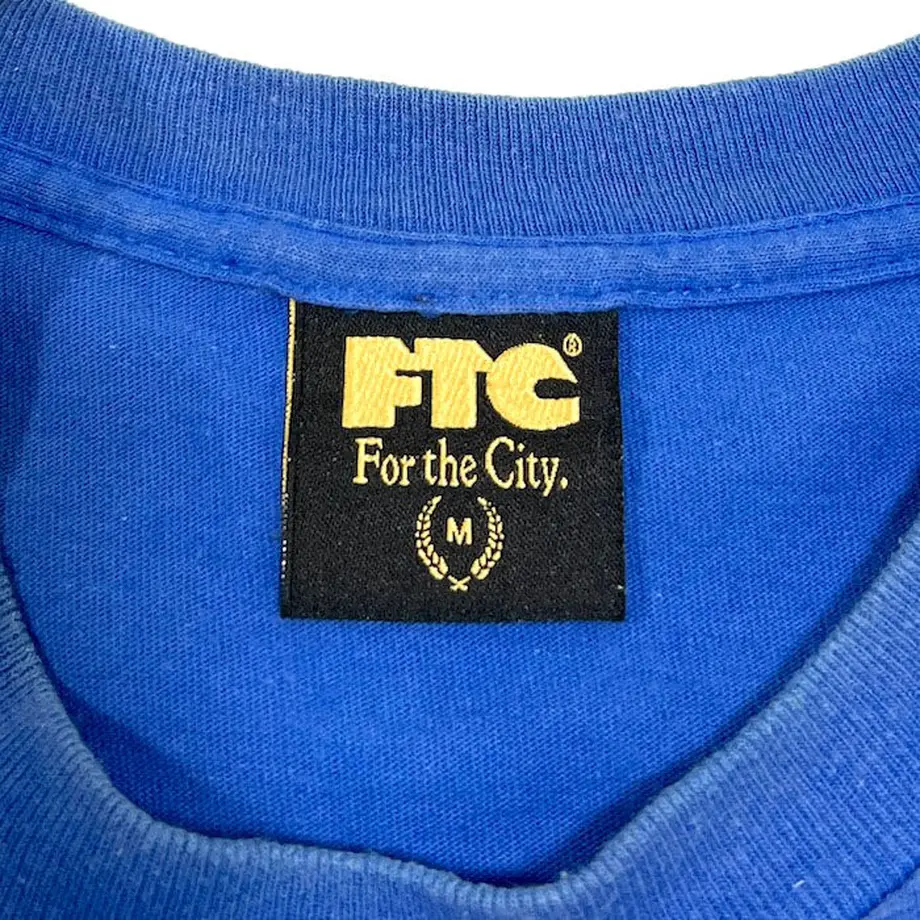 FTC®
For the City.
M